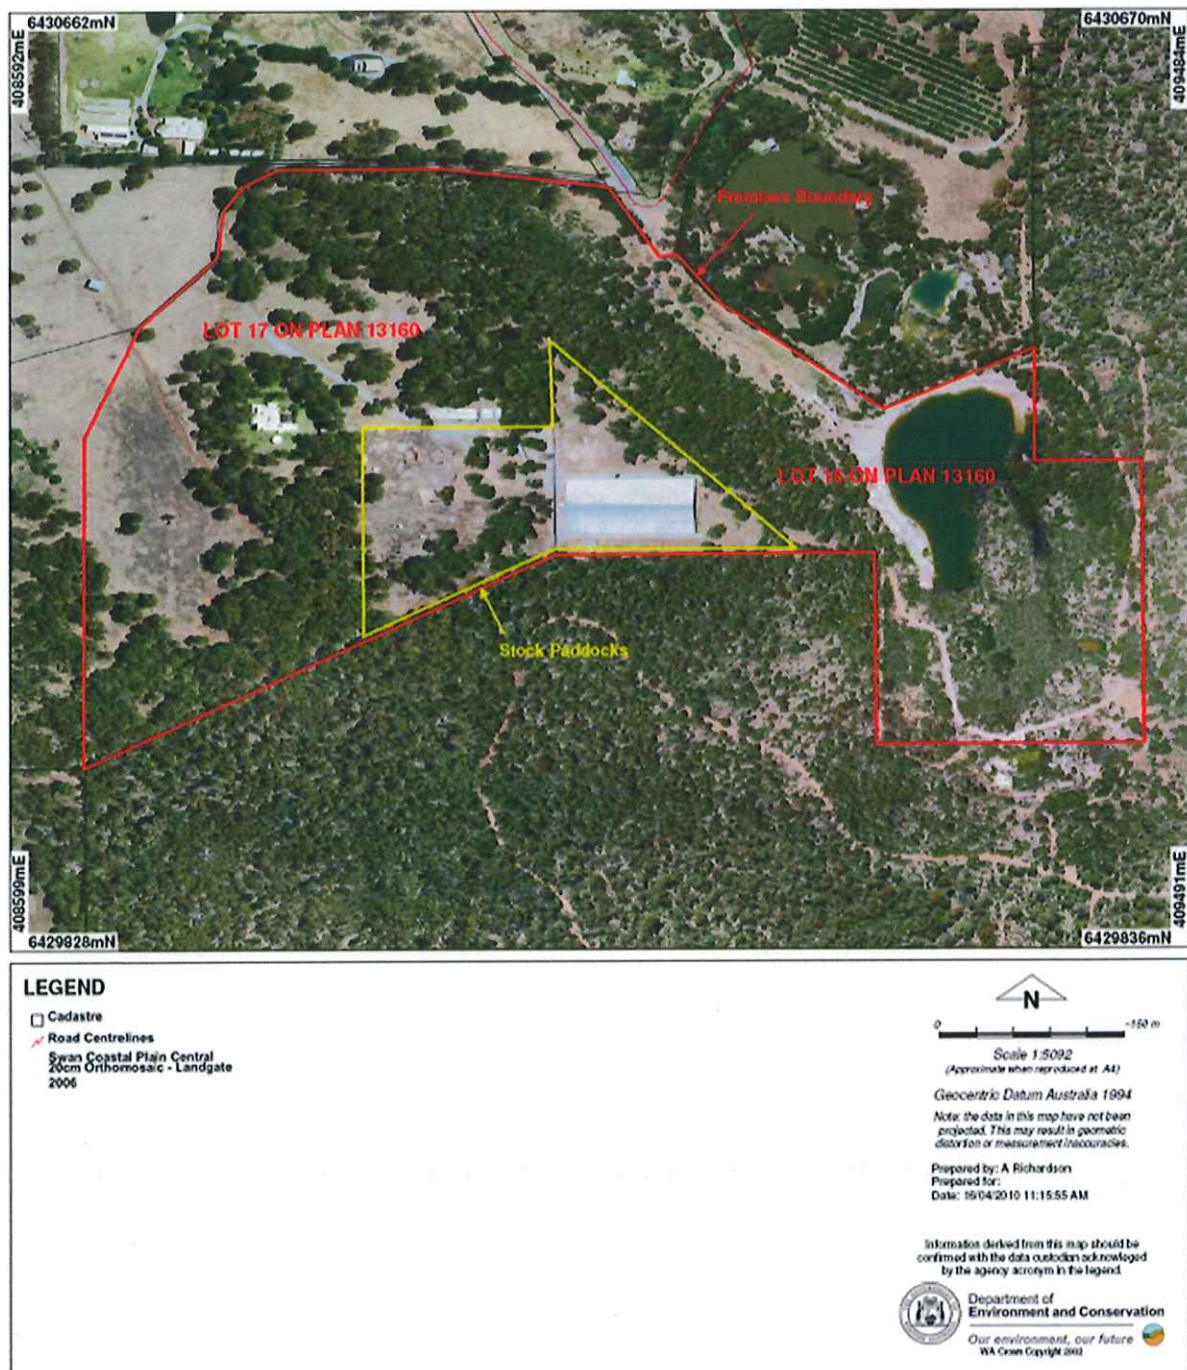 6430662mN
6430670mN
408592mE
409484mE
Premises Boundary
LOT 17 ON PLAN 13160
LOT 16 ON PLAN 13160
Stock Paddocks
408599mE
409491mE
6429828mN
6429836mN
LEGEND
Cadastre
Road Centrelines
Swan Coastal Plain Central
20cm Orthomosaic - Landgate
2006
N
0
~150 m
Scale 1:5092
(Approximate when reproduced at A4)
Geocentric Datum Australia 1994
Note: the data in this map have not been
projected. This may result in geometric
distortion or measurement inaccuracies.
Prepared by: A Richardson
Prepared for:
Date: 16/04/2010 11:15:55 AM
Information derived from this map should be
confirmed with the data custodian acknowleged
by the agency acronym in the legend.
Department of
Environment and Conservation
Our environment, our future
WA Crown Copyright 2002